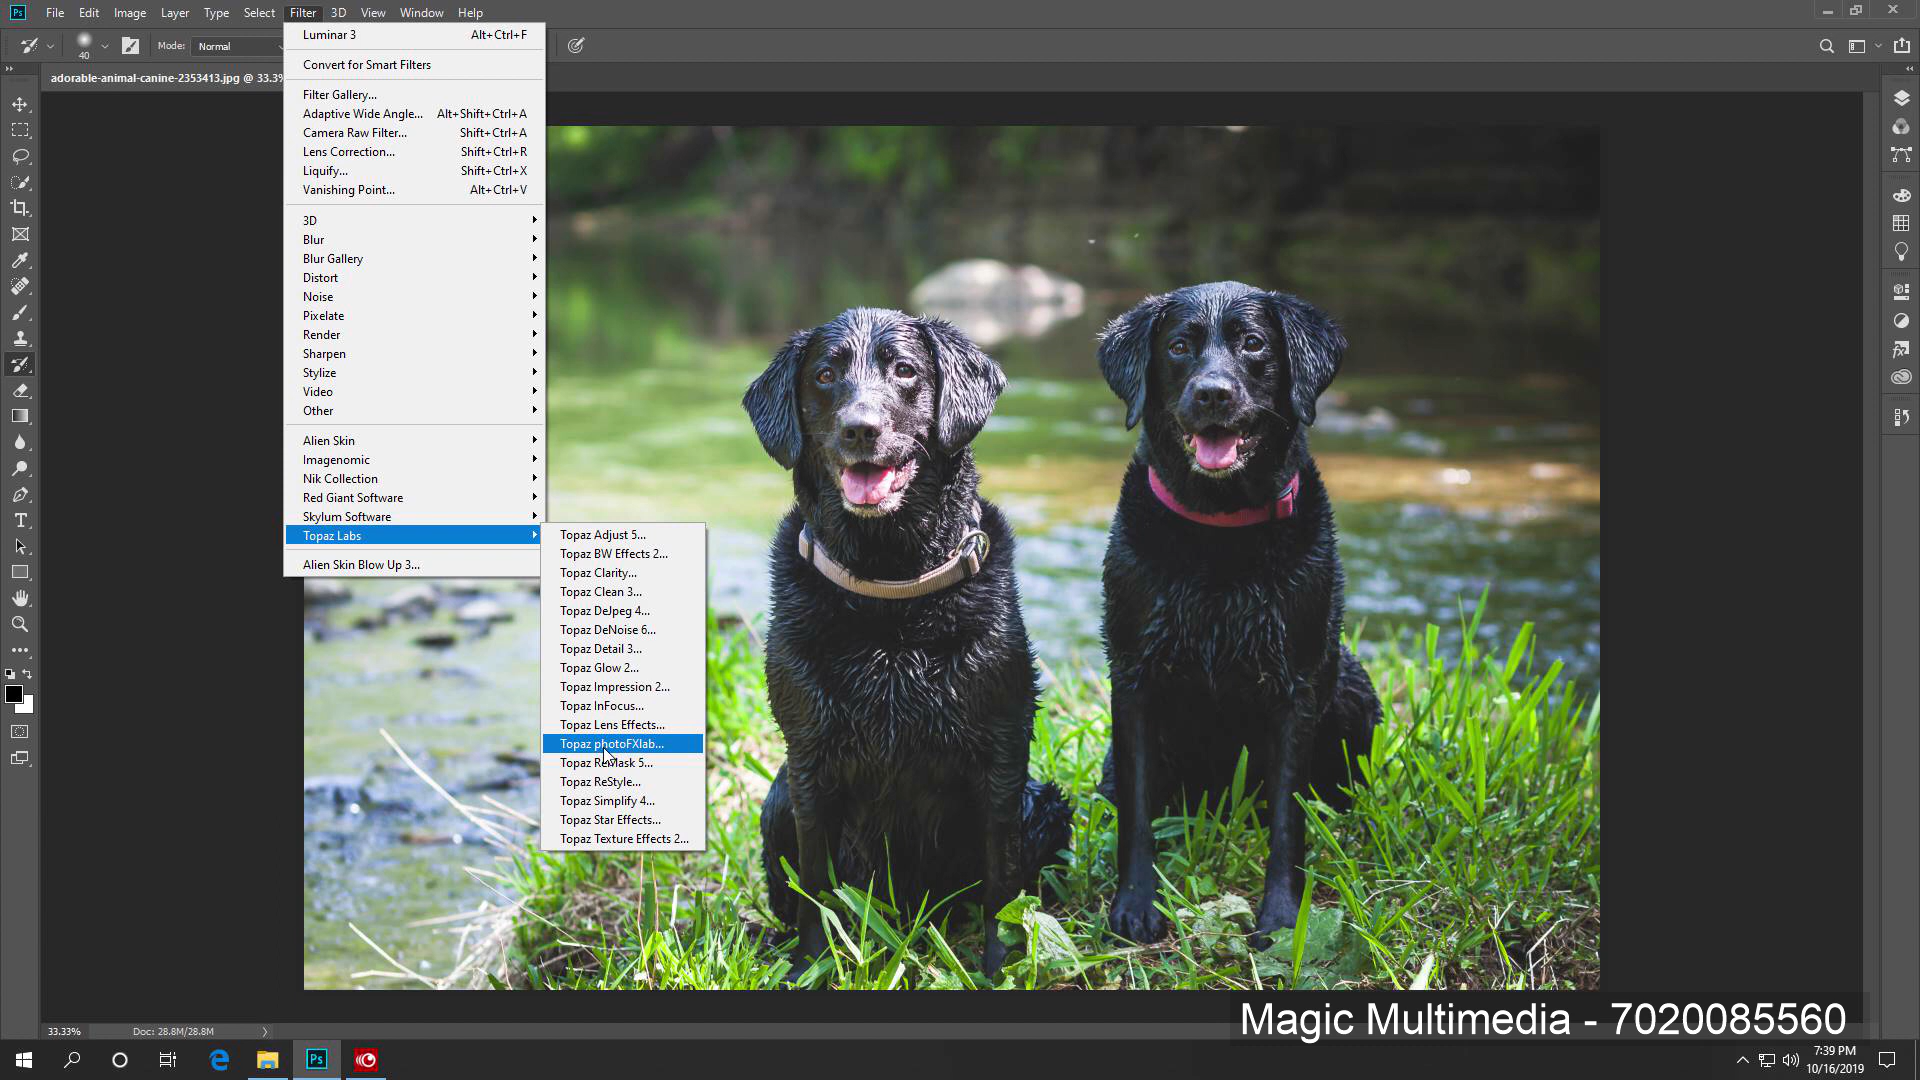 Ps File Edit Image Layer Type Select Filter 3D View Window Help
40 Mode: Normal
adorable-animal-canine-2353413.jpg @ 33.3%
Luminar 3 Alt+Ctrl+F
Convert for Smart Filters
Filter Gallery...
Adaptive Wide Angle... Alt+Shift+Ctrl+A
Camera Raw Filter... Shift+Ctrl+A
Lens Correction... Shift+Ctrl+R
Liquify... Shift+Ctrl+X
Vanishing Point... Alt+Ctrl+V
3D
Blur
Blur Gallery
Distort
Noise
Pixelate
Render
Sharpen
Stylize
Video
Other
Alien Skin
Imagenomic
Nik Collection
Red Giant Software
Skylum Software
Topaz Labs
Alien Skin Blow Up 3...
Topaz Adjust 5...
Topaz BW Effects 2...
Topaz Clarity...
Topaz Clean 3...
Topaz DeJpeg 4...
Topaz DeNoise 6...
Topaz Detail 3...
Topaz Glow 2...
Topaz Impression 2...
Topaz InFocus...
Topaz Lens Effects...
Topaz photoFXlab...
Topaz ReMask 5...
Topaz ReStyle...
Topaz Simplify 4...
Topaz Star Effects...
Topaz Texture Effects 2...
33.33% Doc: 28.8M/28.8M
Magic Multimedia - 7020085560
Ps
7:39 PM
10/16/2019